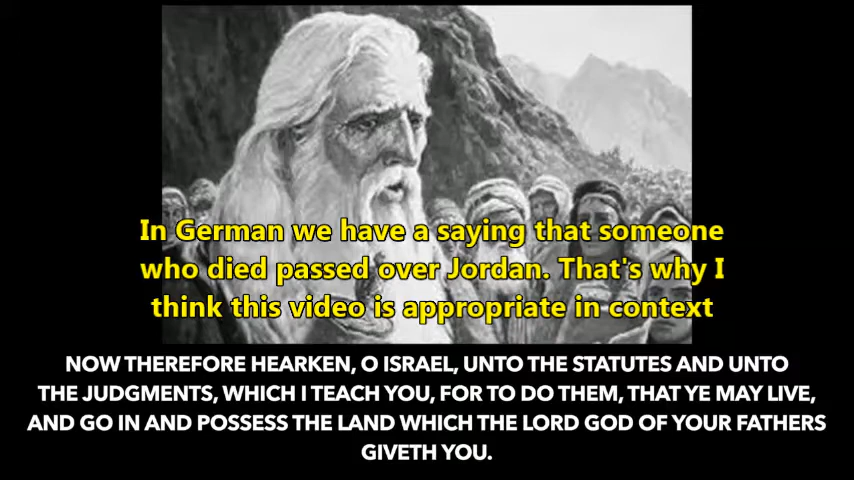 In German we have a saying that someone
who died passed over Jordan. That's why I
think this video is appropriate in context
NOW THEREFORE HEARKEN, O ISRAEL, UNTO THE STATUTES AND UNTO
THE JUDGMENTS, WHICH I TEACH YOU, FOR TO DO THEM, THAT YE MAY LIVE,
AND GO IN AND POSSESS THE LAND WHICH THE LORD GOD OF YOUR FATHERS
GIVETH YOU.